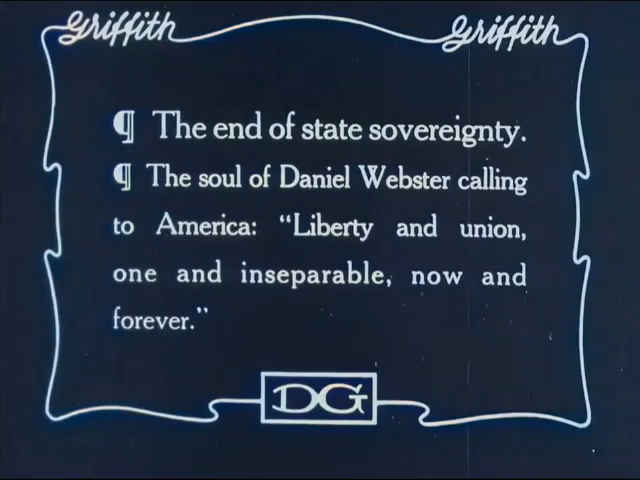 Griffith Griffith
¶ The end of state sovereignty.
¶ The soul of Daniel Webster calling
to America: "Liberty and union,
one and inseparable, now and
forever."
DG